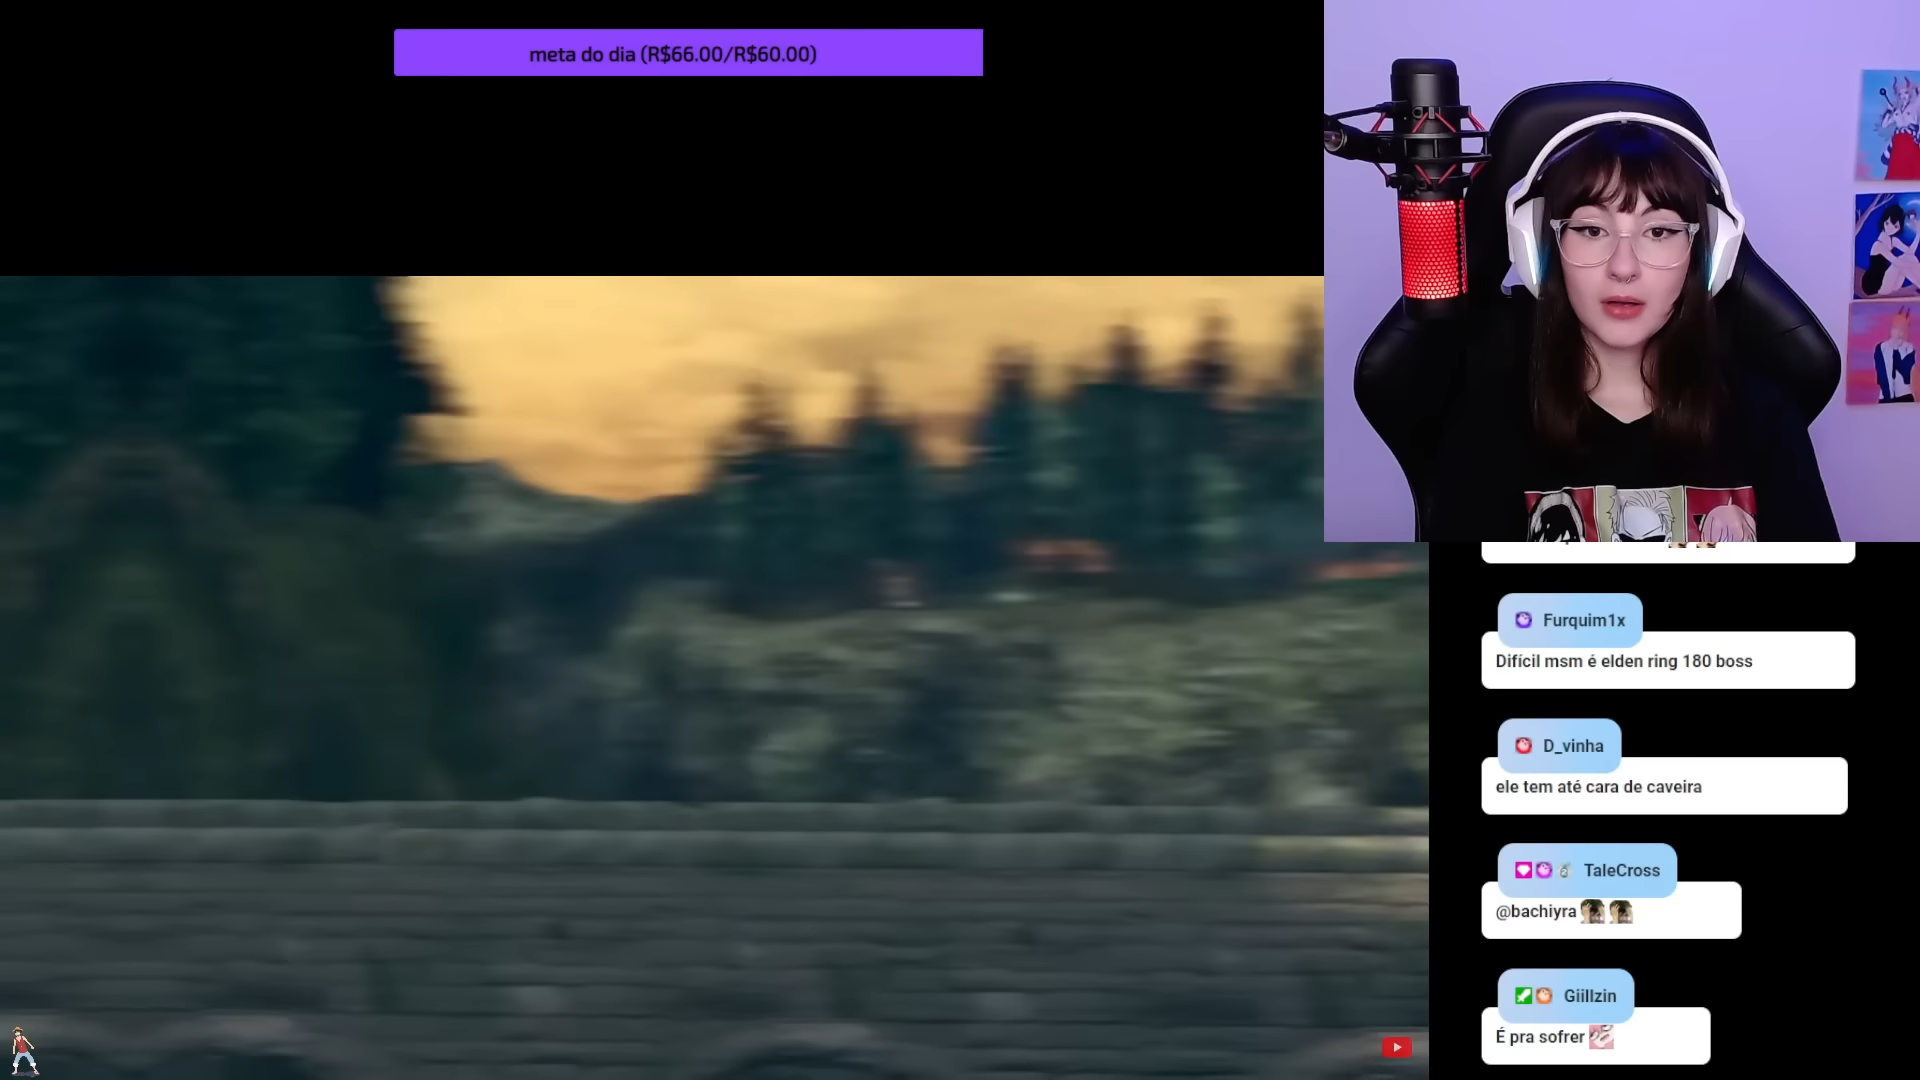 meta do dia (R$66.00/R$60.00)
Furquim1x
Difícil msm é elden ring 180 boss
D_vinha
ele tem até cara de caveira
TaleCross
@bachiyra
Giillzin
É pra sofrer